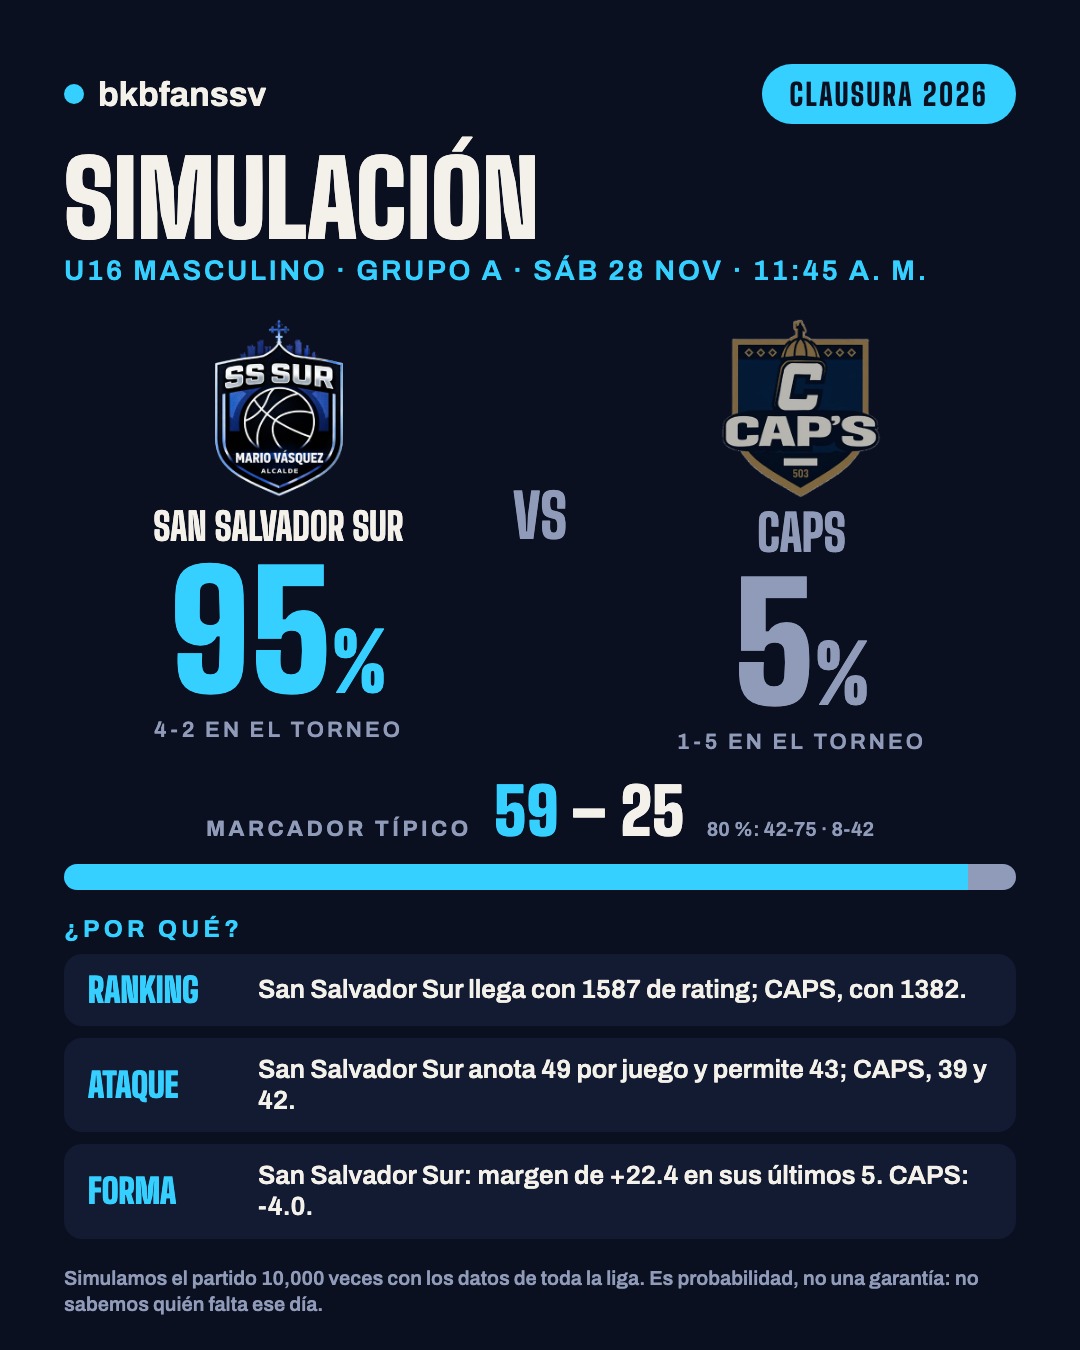 bkbfanssv
CLAUSURA 2026
SIMULACIÓN
U16 MASCULINO · GRUPO A · SÁB 28 NOV · 11:45 A. M.
SS SUR
MARIO VÁSQUEZ
ALCALDE
C
CAP'S
503
SAN SALVADOR SUR
VS
CAPS
95%
5%
4-2 EN EL TORNEO
1-5 EN EL TORNEO
MARCADOR TÍPICO 59 – 25 80 %: 42-75 · 8-42
¿POR QUÉ?
RANKING
San Salvador Sur llega con 1587 de rating; CAPS, con 1382.
ATAQUE
San Salvador Sur anota 49 por juego y permite 43; CAPS, 39 y
42.
FORMA
San Salvador Sur: margen de +22.4 en sus últimos 5. CAPS:
-4.0.
Simulamos el partido 10,000 veces con los datos de toda la liga. Es probabilidad, no una garantía: no
sabemos quién falta ese día.